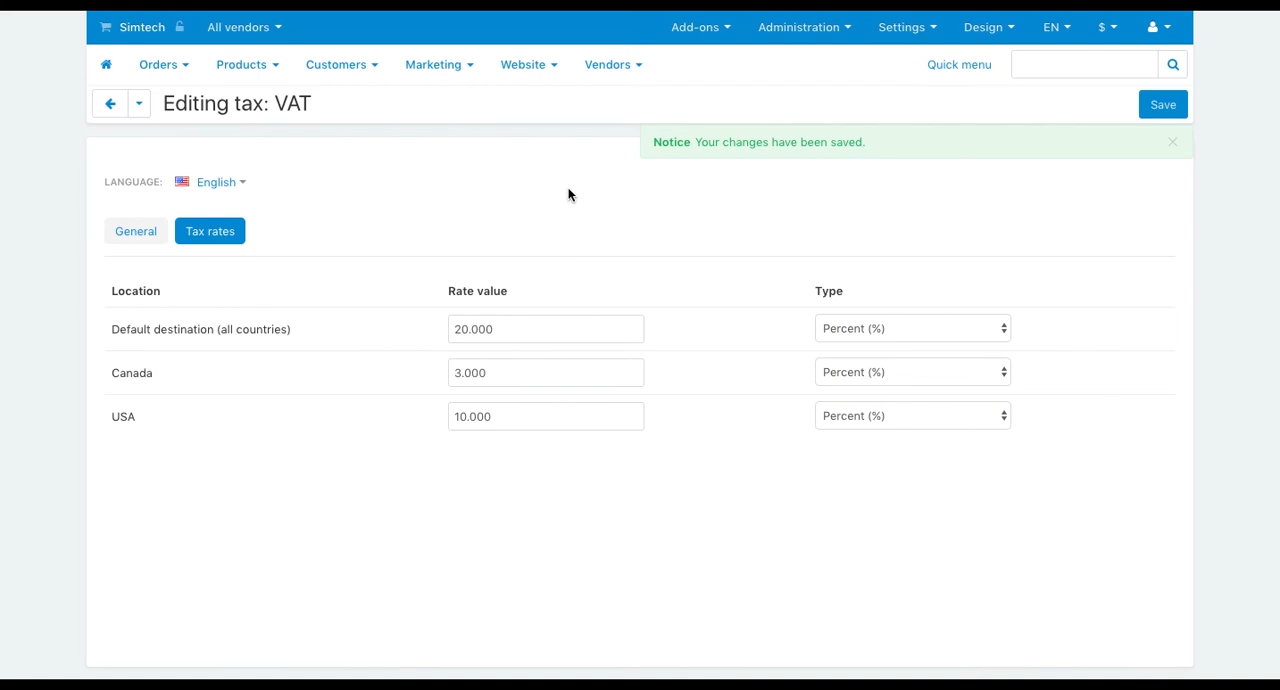 Simtech All vendors Add-ons Administration Settings Design EN $
Orders Products Customers Marketing Website Vendors Quick menu
Editing tax: VAT Save
Notice Your changes have been saved.
LANGUAGE: English
General Tax rates
Location Rate value Type
Default destination (all countries) 20.000 Percent (%)
Canada 3.000 Percent (%)
USA 10.000 Percent (%)